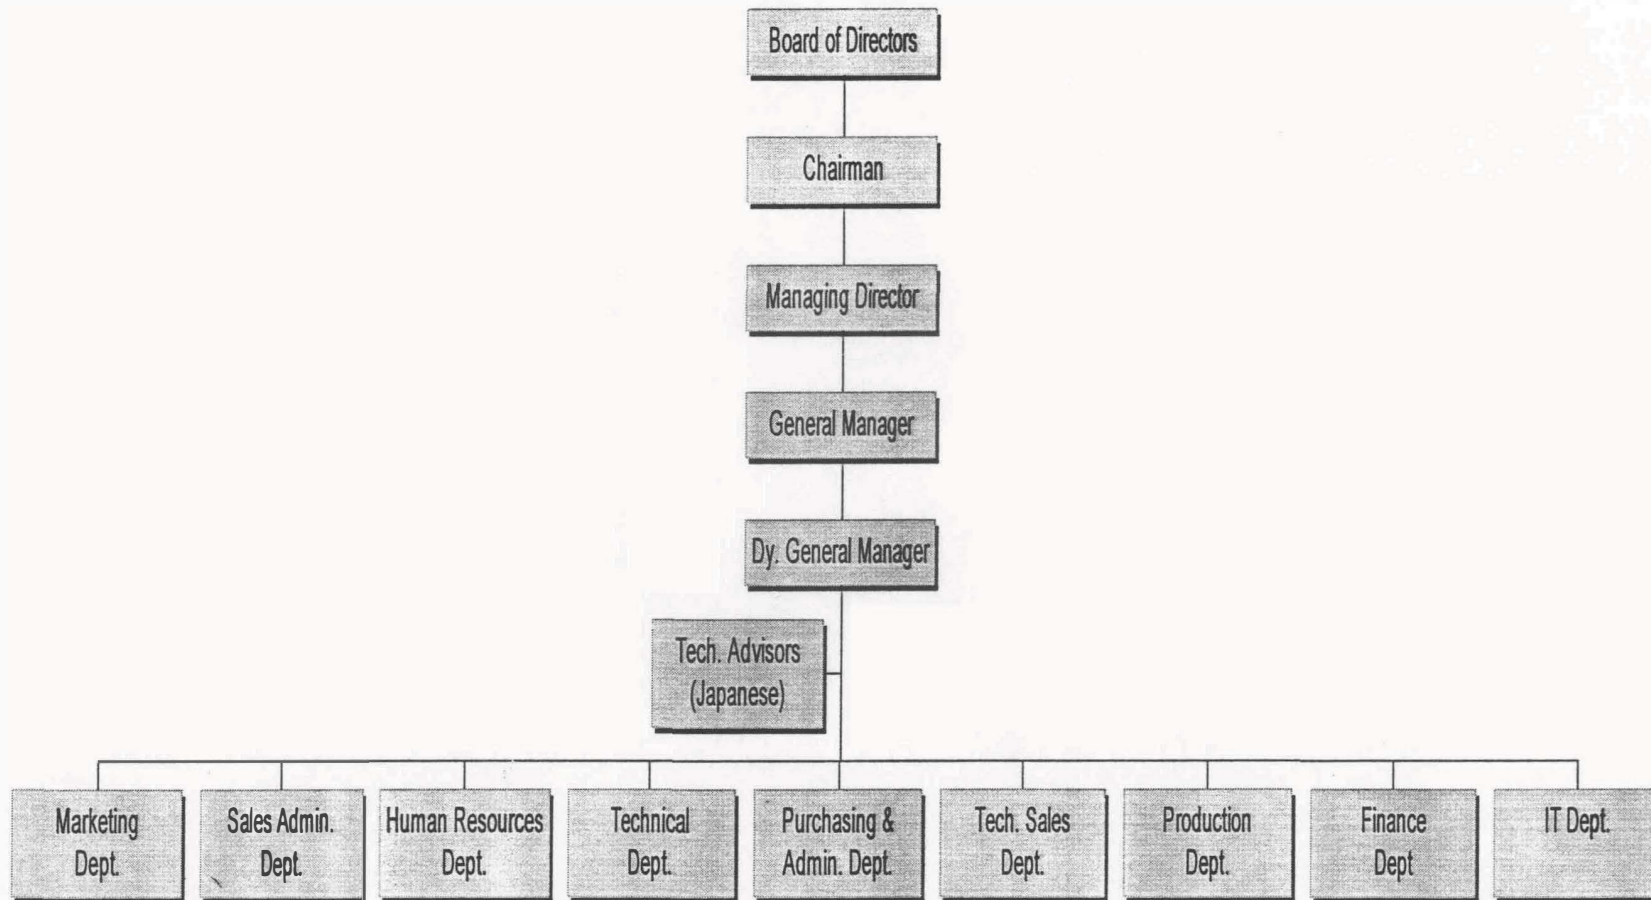 Board of Directors
Chairman
Managing Director
General Manager
Dy. General Manager
Tech. Advisors
(Japanese)
Marketing
Dept.
Sales Admin.
Dept.
Human Resources
Dept.
Technical
Dept.
Purchasing &
Admin. Dept.
Tech. Sales
Dept.
Production
Dept.
Finance
Dept
IT Dept.